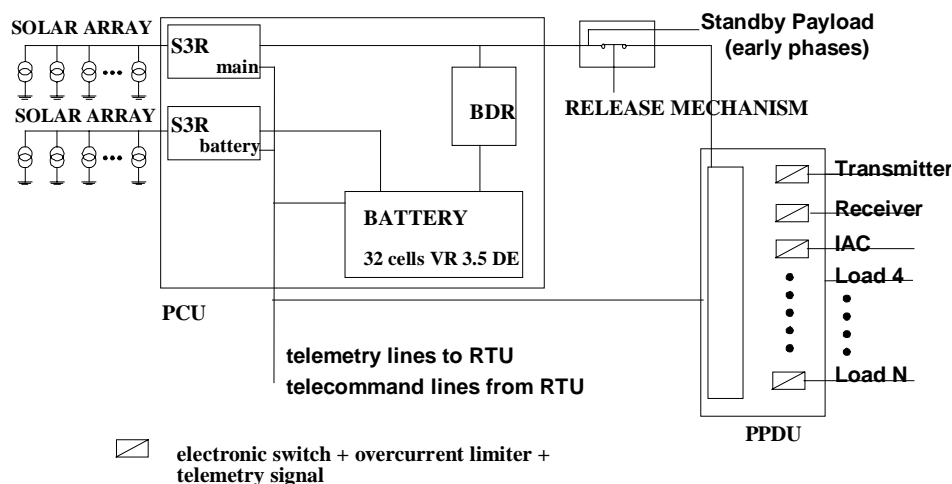 SOLAR ARRAY
S3R
main
Standby Payload
(early phases)
BDR
RELEASE MECHANISM
SOLAR ARRAY
S3R
battery
BATTERY
32 cells VR 3.5 DE
Transmitter
Receiver
IAC
Load 4
Load N
PCU
telemetry lines to RTU
telecommand lines from RTU
PPDU
electronic switch + overcurrent limiter +
telemetry signal